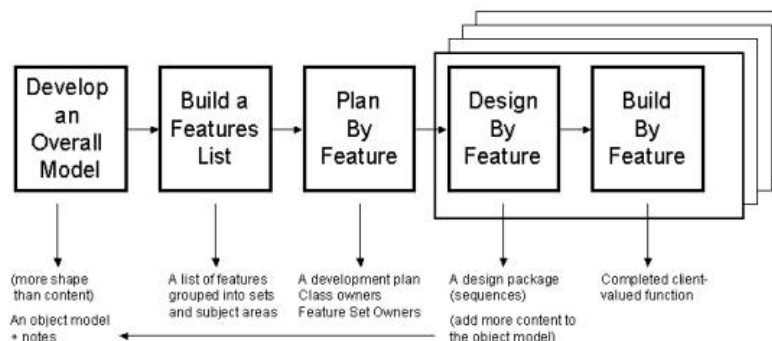 Develop
an
Overall
Model
Build a
Features
List
Plan
By
Feature
Design
By
Feature
Build
By
Feature
(more shape
than content)
An object model
+ notes
A list of features
grouped into sets
and subject areas
A development plan
Class owners
Feature Set Owners
A design package
(sequences)
(add more content to
the object model)
Completed client-
valued function